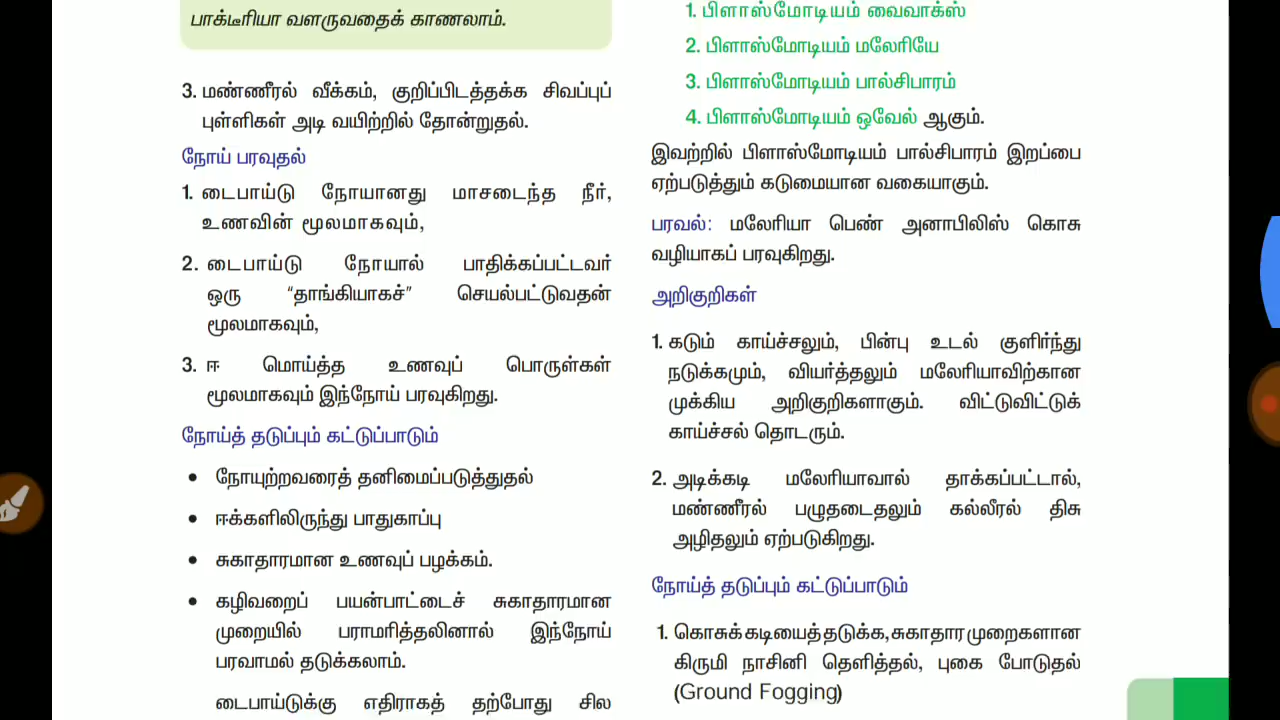 பாக்டீரியா வளருவதைக் காணலாம்.
3. மண்ணீரல் வீக்கம், குறிப்பிடத்தக்க சிவப்புப்
புள்ளிகள் அடி வயிற்றில் தோன்றுதல்.
நோய் பரவுதல்
1. டைபாய்டு நோயானது மாசடைந்த நீர்,
உணவின் மூலமாகவும்,
2. டைபாய்டு நோயால் பாதிக்கப்பட்டவர்
ஒரு “தாங்கியாகச்” செயல்பட்டுவதன்
மூலமாகவும்,
3. ஈ மொய்த்த உணவுப் பொருள்கள்
மூலமாகவும் இந்நோய் பரவுகிறது.
நோய்த் தடுப்பும் கட்டுப்பாடும்
• நோயுற்றவரைத் தனிமைப்படுத்துதல்
• ஈக்களிலிருந்து பாதுகாப்பு
• சுகாதாரமான உணவுப் பழக்கம்.
• கழிவறைப் பயன்பாட்டைச் சுகாதாரமான
முறையில் பராமரித்தலினால் இந்நோய்
பரவாமல் தடுக்கலாம்.
டைபாய்டுக்கு எதிராகத் தற்போது சில
1. பிளாஸ்மோடியம் வைவாக்ஸ்
2. பிளாஸ்மோடியம் மலேரியே
3. பிளாஸ்மோடியம் பால்சிபாரம்
4. பிளாஸ்மோடியம் ஒவேல் ஆகும்.
இவற்றில் பிளாஸ்மோடியம் பால்சிபாரம் இறப்பை
ஏற்படுத்தும் கடுமையான வகையாகும்.
பரவல்: மலேரியா பெண் அனாபிலிஸ் கொசு
வழியாகப் பரவுகிறது.
அறிகுறிகள்
1. கடும் காய்ச்சலும், பின்பு உடல் குளிர்ந்து
நடுக்கமும், வியர்த்தலும் மலேரியாவிற்கான
முக்கிய அறிகுறிகளாகும். விட்டுவிட்டுக்
காய்ச்சல் தொடரும்.
2. அடிக்கடி மலேரியாவால் தாக்கப்பட்டால்,
மண்ணீரல் பழுதடைதலும் கல்லீரல் திசு
அழிதலும் ஏற்படுகிறது.
நோய்த் தடுப்பும் கட்டுப்பாடும்
1. கொசுக்கடியைத்தடுக்க,சுகாதார முறைகளான
கிருமி நாசினி தெளித்தல், புகை போடுதல்
(Ground Fogging)